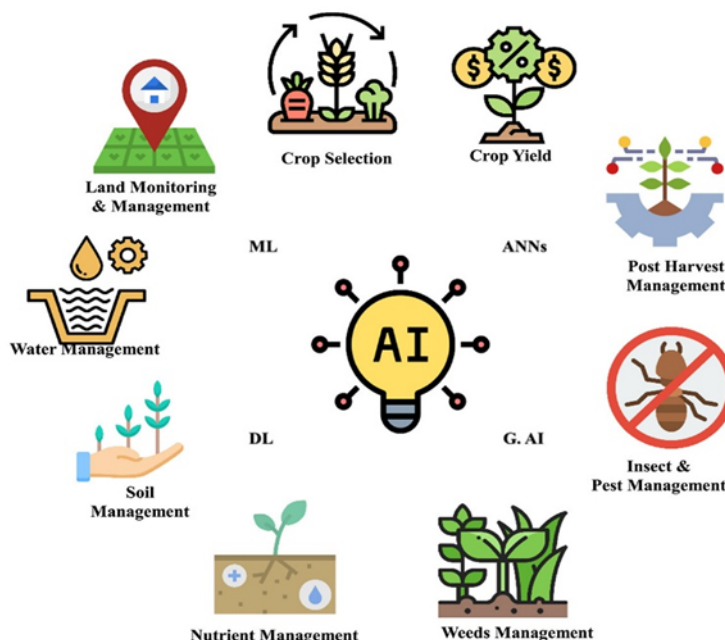 Crop Selection
Crop Yield
Land Monitoring
& Management
Post Harvest
Management
ML
ANNs
Water Management
AI
DL
G. AI
Insect &
Pest Management
Soil
Management
Nutrient Management
Weeds Management
$
%
$